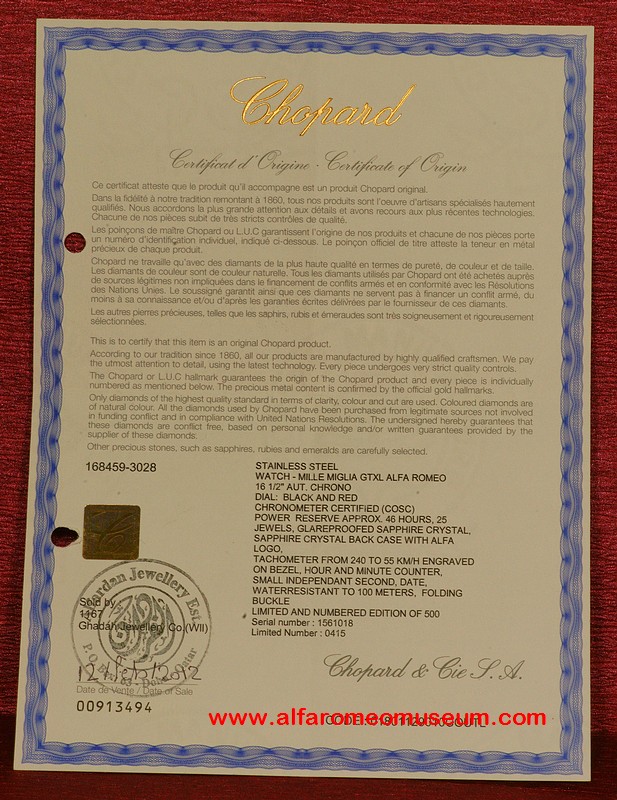 Chopard
Certificat d'Origine - Certificate of Origin
Ce certificat atteste que le produit qu'il accompagne est un produit Chopard original.
Dans la fidélité à notre tradition remontant à 1860, tous nos produits sont l'oeuvre d'artisans spécialisés hautement
qualifiés. Nous accordons la plus grande attention aux détails et avons recours aux plus récentes technologies.
Chacune de nos pièces subit de très stricts contrôles de qualité.
Les poinçons de maître Chopard ou L.U.C garantissent l'origine de nos produits et chacune de nos pièces porte
un numéro d'identification individuel, indiqué ci-dessous. Le poinçon officiel de titre atteste la teneur en métal
précieux de chaque produit.
Chopard ne travaille qu'avec des diamants de la plus haute qualité en termes de pureté, de couleur et de taille.
Les diamants de couleur sont de couleur naturelle. Tous les diamants utilisés par Chopard ont été achetés auprès
de sources légitimes non impliquées dans le financement de conflits armés et en conformité avec les Résolutions
des Nations Unies. Le soussigné garantit ainsi que ces diamants ne servent pas à financer un conflit armé, du
moins à sa connaissance et/ou d'après les garanties écrites délivrées par le fournisseur de ces diamants.
Les autres pierres précieuses, telles que les saphirs, rubis et émeraudes sont très soigneusement et rigoureusement
sélectionnées.
This is to certify that this item is an original Chopard product.
According to our tradition since 1860, all our products are manufactured by highly qualified craftsmen. We pay
the utmost attention to detail, using the latest technology. Every piece undergoes very strict quality controls.
The Chopard or L.U.C hallmark guarantees the origin of the Chopard product and every piece is individually
numbered as mentioned below. The precious metal content is confirmed by the official gold hallmarks.
Only diamonds of the highest quality standard in terms of clarity, colour and cut are used. Coloured diamonds are
of natural colour. All the diamonds used by Chopard have been purchased from legitimate sources not involved
in funding conflict and in compliance with United Nations Resolutions. The undersigned hereby guarantees that
these diamonds are conflict free, based on personal knowledge and/or written guarantees provided by the
supplier of these diamonds.
Other precious stones, such as sapphires, rubies and emeralds are carefully selected.
168459-3028
STAINLESS STEEL
WATCH - MILLE MIGLIA GTXL ALFA ROMEO
16 1/2" AUT. CHRONO
DIAL: BLACK AND RED
CHRONOMETER CERTIFIED (COSC)
POWER RESERVE APPROX. 46 HOURS, 25
JEWELS, GLAREPROOFED SAPPHIRE CRYSTAL,
SAPPHIRE CRYSTAL BACK CASE WITH ALFA
LOGO,
TACHOMETER FROM 240 TO 55 KM/H ENGRAVED
ON BEZEL, HOUR AND MINUTE COUNTER,
SMALL INDEPENDANT SECOND, DATE,
WATERRESISTANT TO 100 METERS, FOLDING
BUCKLE
LIMITED AND NUMBERED EDITION OF 500
Serial number : 1561018
Limited Number : 0415
Jewellery Est.
Sold by
1167
Ghadah Jewellery Co.(WII)
Doha Qatar
Date de Vente / Date of Sale
00913494
Chopard & Cie S.A.
www.alfaromeomuseum.com